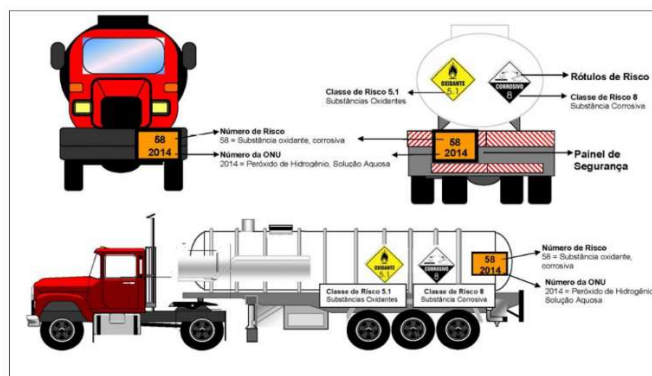 Número de Risco
58 = Substância oxidante, corrosiva
Número da ONU
2014 = Peróxido de Hidrogênio, Solução Aquosa
58
2014
Classe de Risco 5.1
Substâncias Oxidantes
OXIDANTE
5.1
CORROSIVO
8
Rótulos de Risco
Classe de Risco 8
Substância Corrosiva
58
2014
Painel de
Segurança
OXIDANTE
5.1
CORROSIVO
8
58
2014
Classe de Risco 5.1
Substâncias Oxidantes
Classe de Risco 8
Substância Corrosiva
Número de Risco
58 = Substância oxidante,
corrosiva
Número da ONU
2014 = Peróxido de Hidrogênio
Solução Aquosa